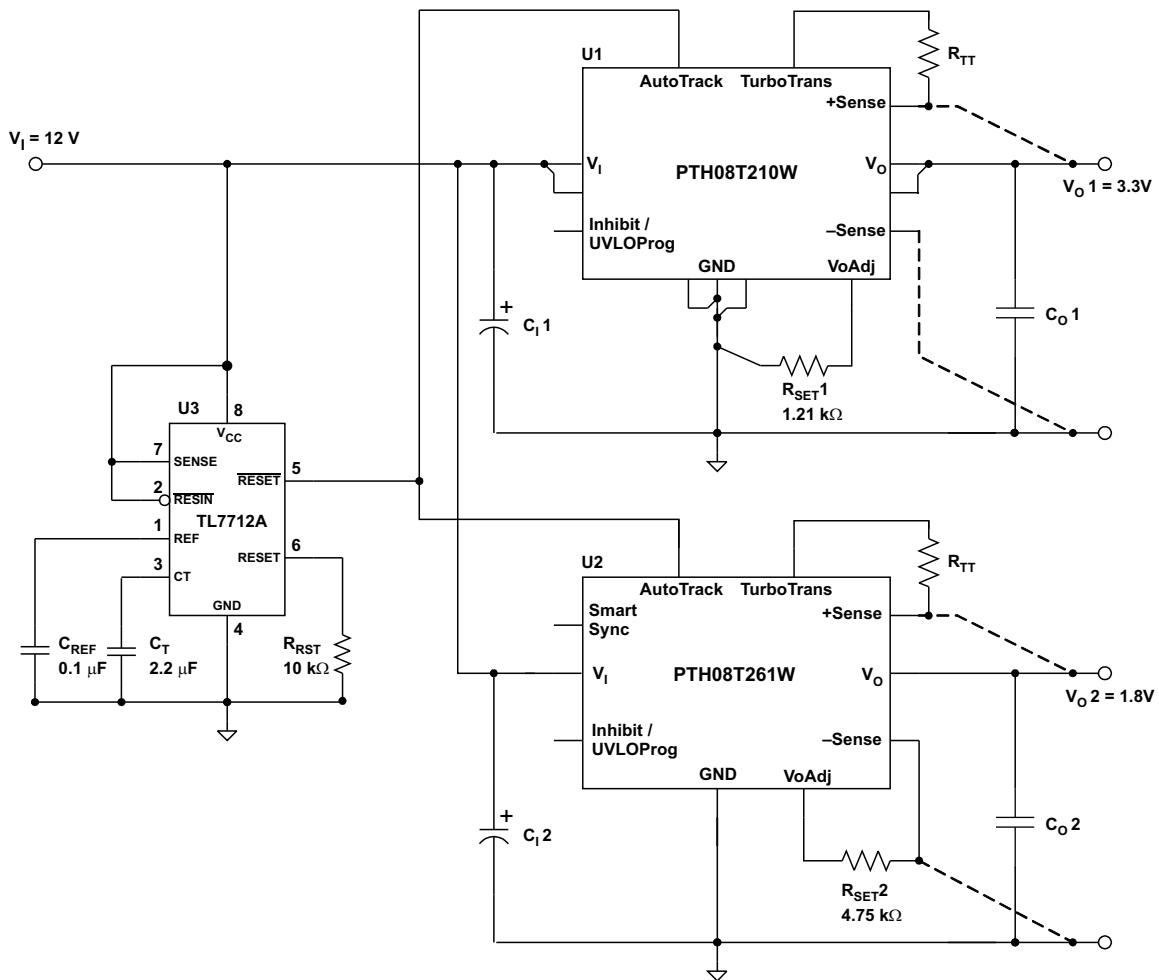 U1
AutoTrack TurboTrans
R_TT
+Sense
V_I = 12 V
V_I
PTH08T210W
V_O
V_O 1 = 3.3V
Inhibit /
UVLOProg
–Sense
GND
VoAdj
+
C_I 1
C_O 1
R_SET1
1.21 kΩ
U3
8
V_CC
7
SENSE
5
RESET
2
RESIN
TL7712A
1
REF
6
RESET
3
CT
GND
4
C_REF
0.1 μF
C_T
2.2 μF
R_RST
10 kΩ
U2
AutoTrack TurboTrans
R_TT
Smart
Sync
+Sense
V_I
PTH08T261W
V_O
V_O 2 = 1.8V
Inhibit /
UVLOProg
–Sense
GND
VoAdj
+
C_I 2
C_O 2
R_SET2
4.75 kΩ